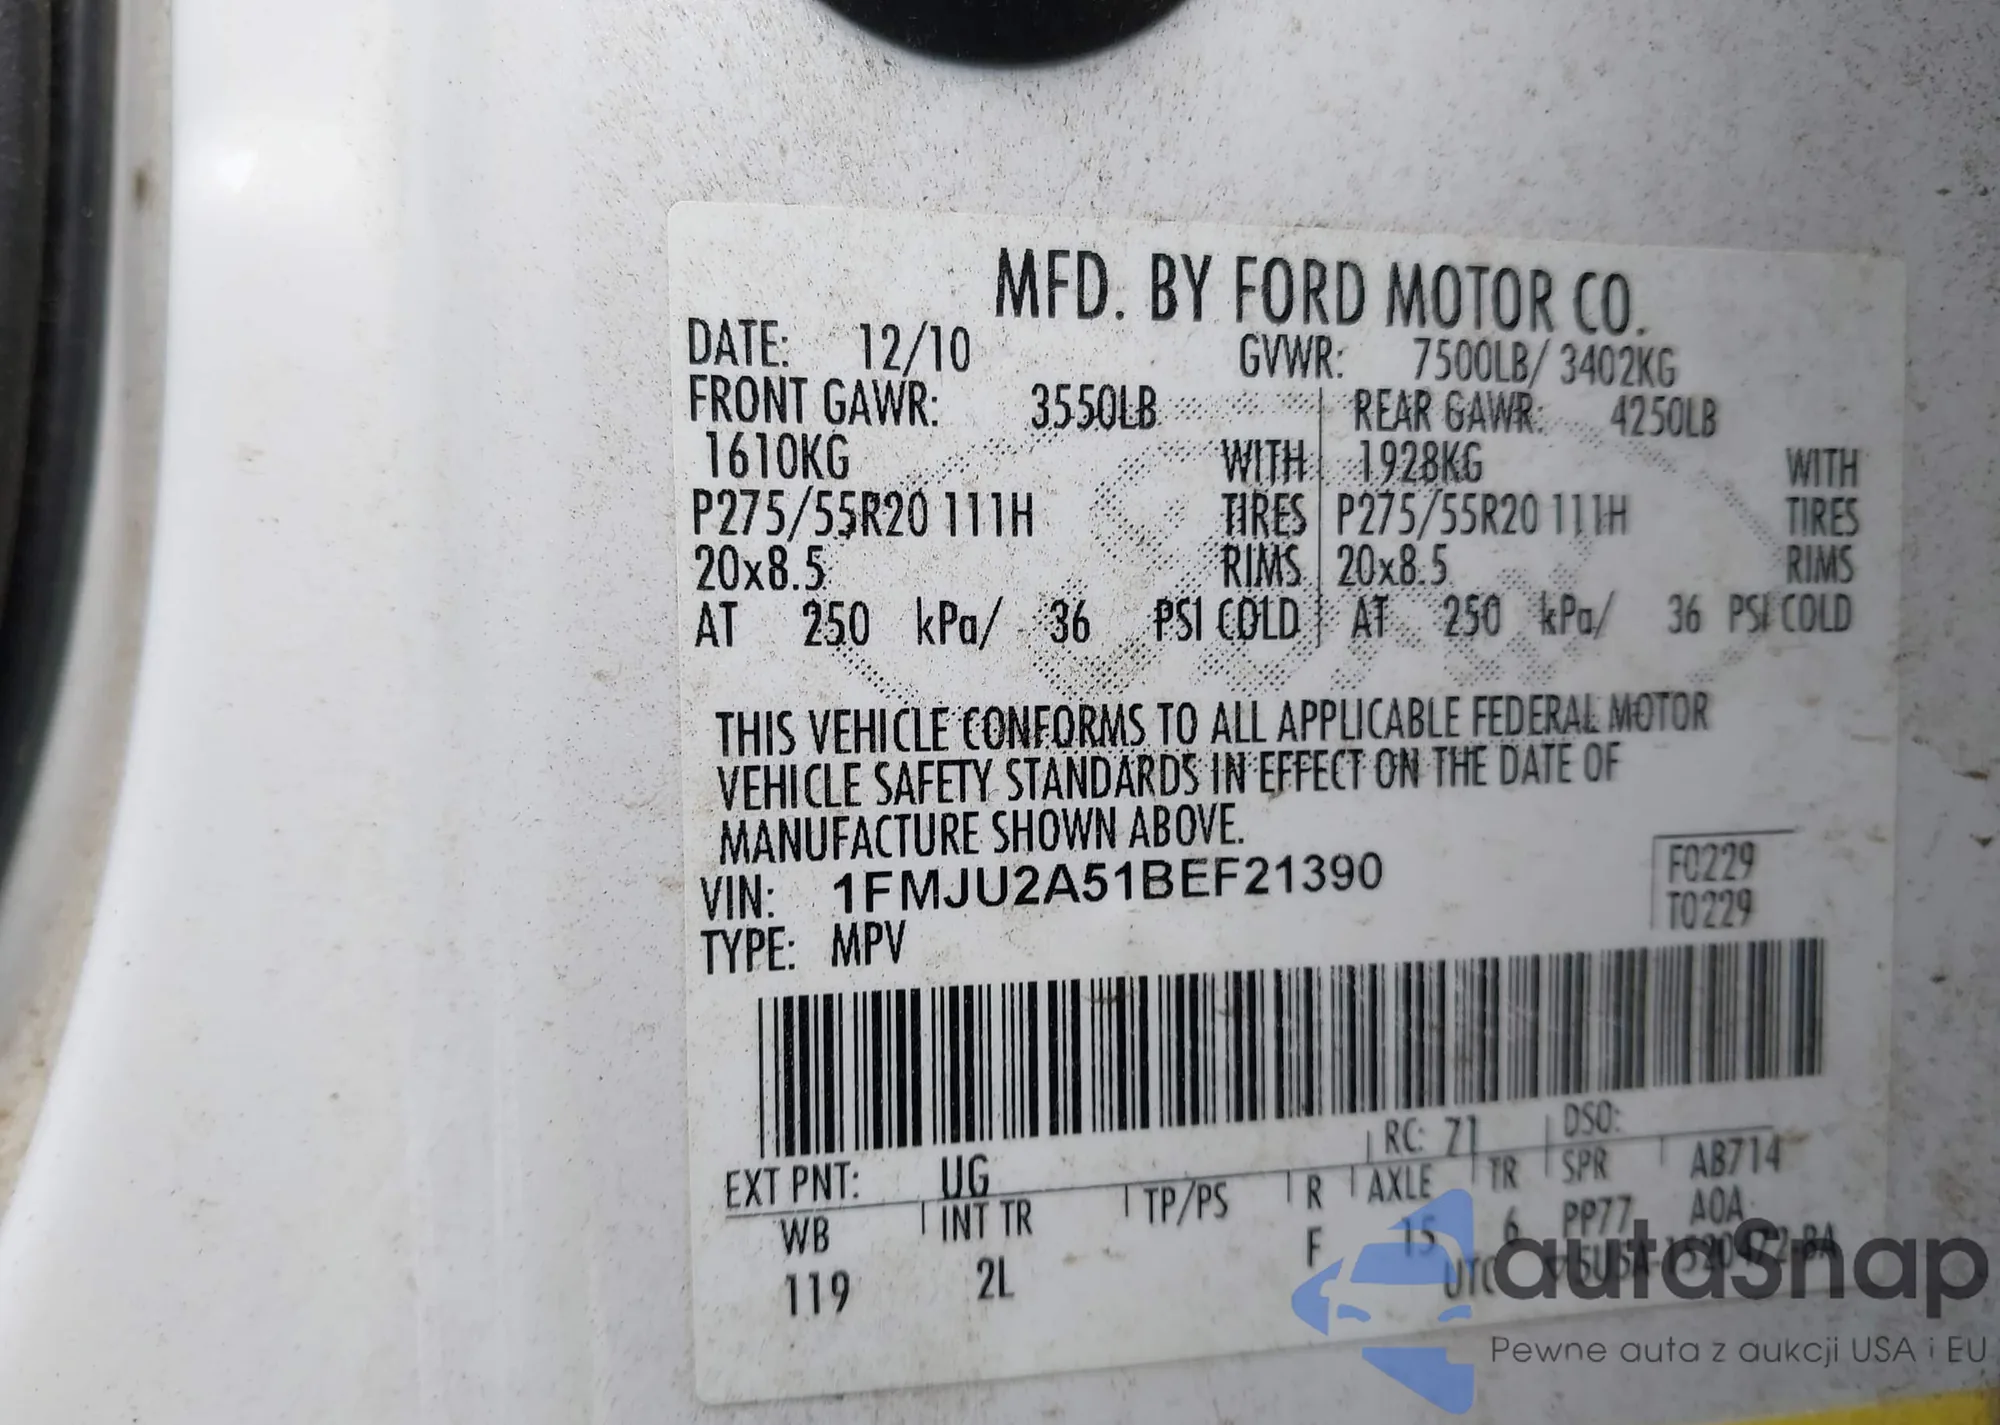 MFD. BY FORD MOTOR CO.
DATE: 12/10 GVWR: 7500LB/ 3402KG
FRONT GAWR: 3550LB REAR GAWR: 4250LB
1610KG WITH 1928KG WITH
P275/55R20 111H TIRES P275/55R20 111H TIRES
20x8.5 RIMS 20x8.5 RIMS
AT 250 kPa/ 36 PSI COLD AT 250 kPa/ 36 PSI COLD
THIS VEHICLE CONFORMS TO ALL APPLICABLE FEDERAL MOTOR
VEHICLE SAFETY STANDARDS IN EFFECT ON THE DATE OF
MANUFACTURE SHOWN ABOVE.
VIN: 1FMJU2A51BEF21390
TYPE: MPV
F0229
T0229
EXT PNT: UG RC: 71 DSO:
WB INT TR TP/PS R AXLE TR SPR AB714
119 2L F 15 6 PP77 A0A
UTC
autoSnap
Pewne auta z aukcji USA i EU